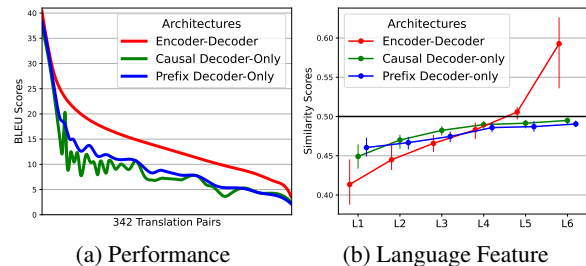 Architectures
Encoder-Decoder
Causal Decoder-Only
Prefix Decoder-Only
BLEU Scores
40
35
30
25
20
15
10
5
0
342 Translation Pairs
(a) Performance
Architectures
Encoder-Decoder
Causal Decoder-only
Prefix Decoder-only
Similarity Scores
0.60
0.55
0.50
0.45
0.40
L1 L2 L3 L4 L5 L6
(b) Language Feature